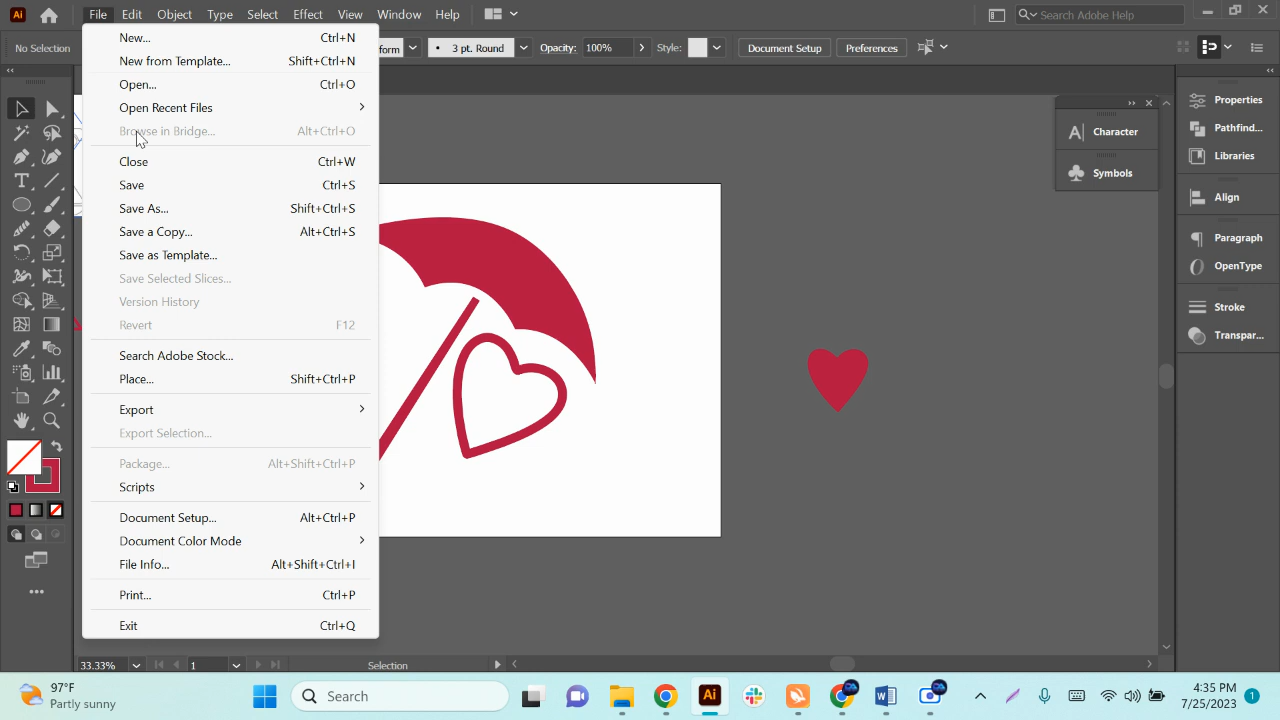 Ai File Edit Object Type Select Effect View Window Help Search Adobe Help
No Selection form 3 pt. Round Opacity: 100% Style: Document Setup Preferences
New... Ctrl+N
New from Template... Shift+Ctrl+N
Open... Ctrl+O
Open Recent Files
Browse in Bridge... Alt+Ctrl+O
Close Ctrl+W
Save Ctrl+S
Save As... Shift+Ctrl+S
Save a Copy... Alt+Ctrl+S
Save as Template...
Save Selected Slices...
Version History
Revert F12
Search Adobe Stock...
Place... Shift+Ctrl+P
Export
Export Selection...
Package... Alt+Shift+Ctrl+P
Scripts
Document Setup... Alt+Ctrl+P
Document Color Mode
File Info... Alt+Shift+Ctrl+I
Print... Ctrl+P
Exit Ctrl+Q
Character
Symbols
Properties
Pathfind...
Libraries
Align
Paragraph
OpenType
Stroke
Transpar...
33.33% 1 Selection
97°F
Partly sunny
Search
Ai
4:35 PM
7/25/2023
1